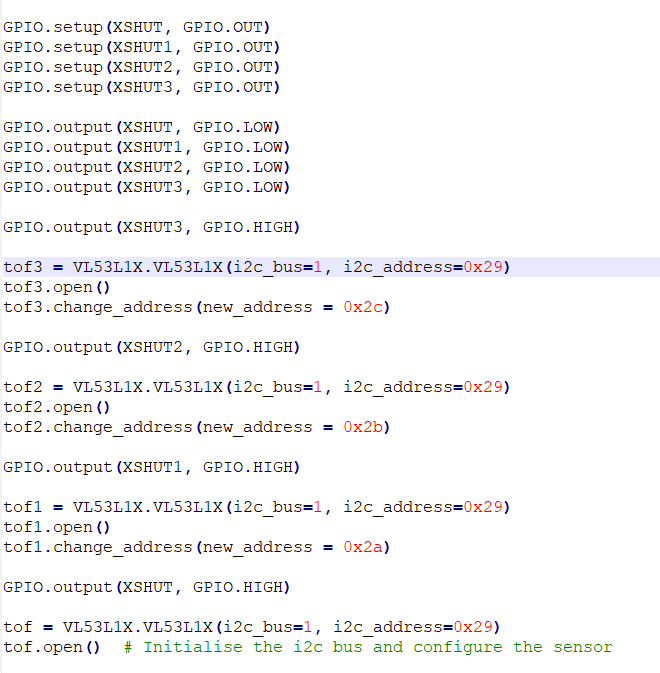 GPIO.setup(XSHUT, GPIO.OUT)
GPIO.setup(XSHUT1, GPIO.OUT)
GPIO.setup(XSHUT2, GPIO.OUT)
GPIO.setup(XSHUT3, GPIO.OUT)
GPIO.output(XSHUT, GPIO.LOW)
GPIO.output(XSHUT1, GPIO.LOW)
GPIO.output(XSHUT2, GPIO.LOW)
GPIO.output(XSHUT3, GPIO.LOW)
GPIO.output(XSHUT3, GPIO.HIGH)
tof3 = VL53L1X.VL53L1X(i2c_bus=1, i2c_address=0x29)
tof3.open()
tof3.change_address(new_address = 0x2c)
GPIO.output(XSHUT2, GPIO.HIGH)
tof2 = VL53L1X.VL53L1X(i2c_bus=1, i2c_address=0x29)
tof2.open()
tof2.change_address(new_address = 0x2b)
GPIO.output(XSHUT1, GPIO.HIGH)
tof1 = VL53L1X.VL53L1X(i2c_bus=1, i2c_address=0x29)
tof1.open()
tof1.change_address(new_address = 0x2a)
GPIO.output(XSHUT, GPIO.HIGH)
tof = VL53L1X.VL53L1X(i2c_bus=1, i2c_address=0x29)
tof.open()  # Initialise the i2c bus and configure the sensor